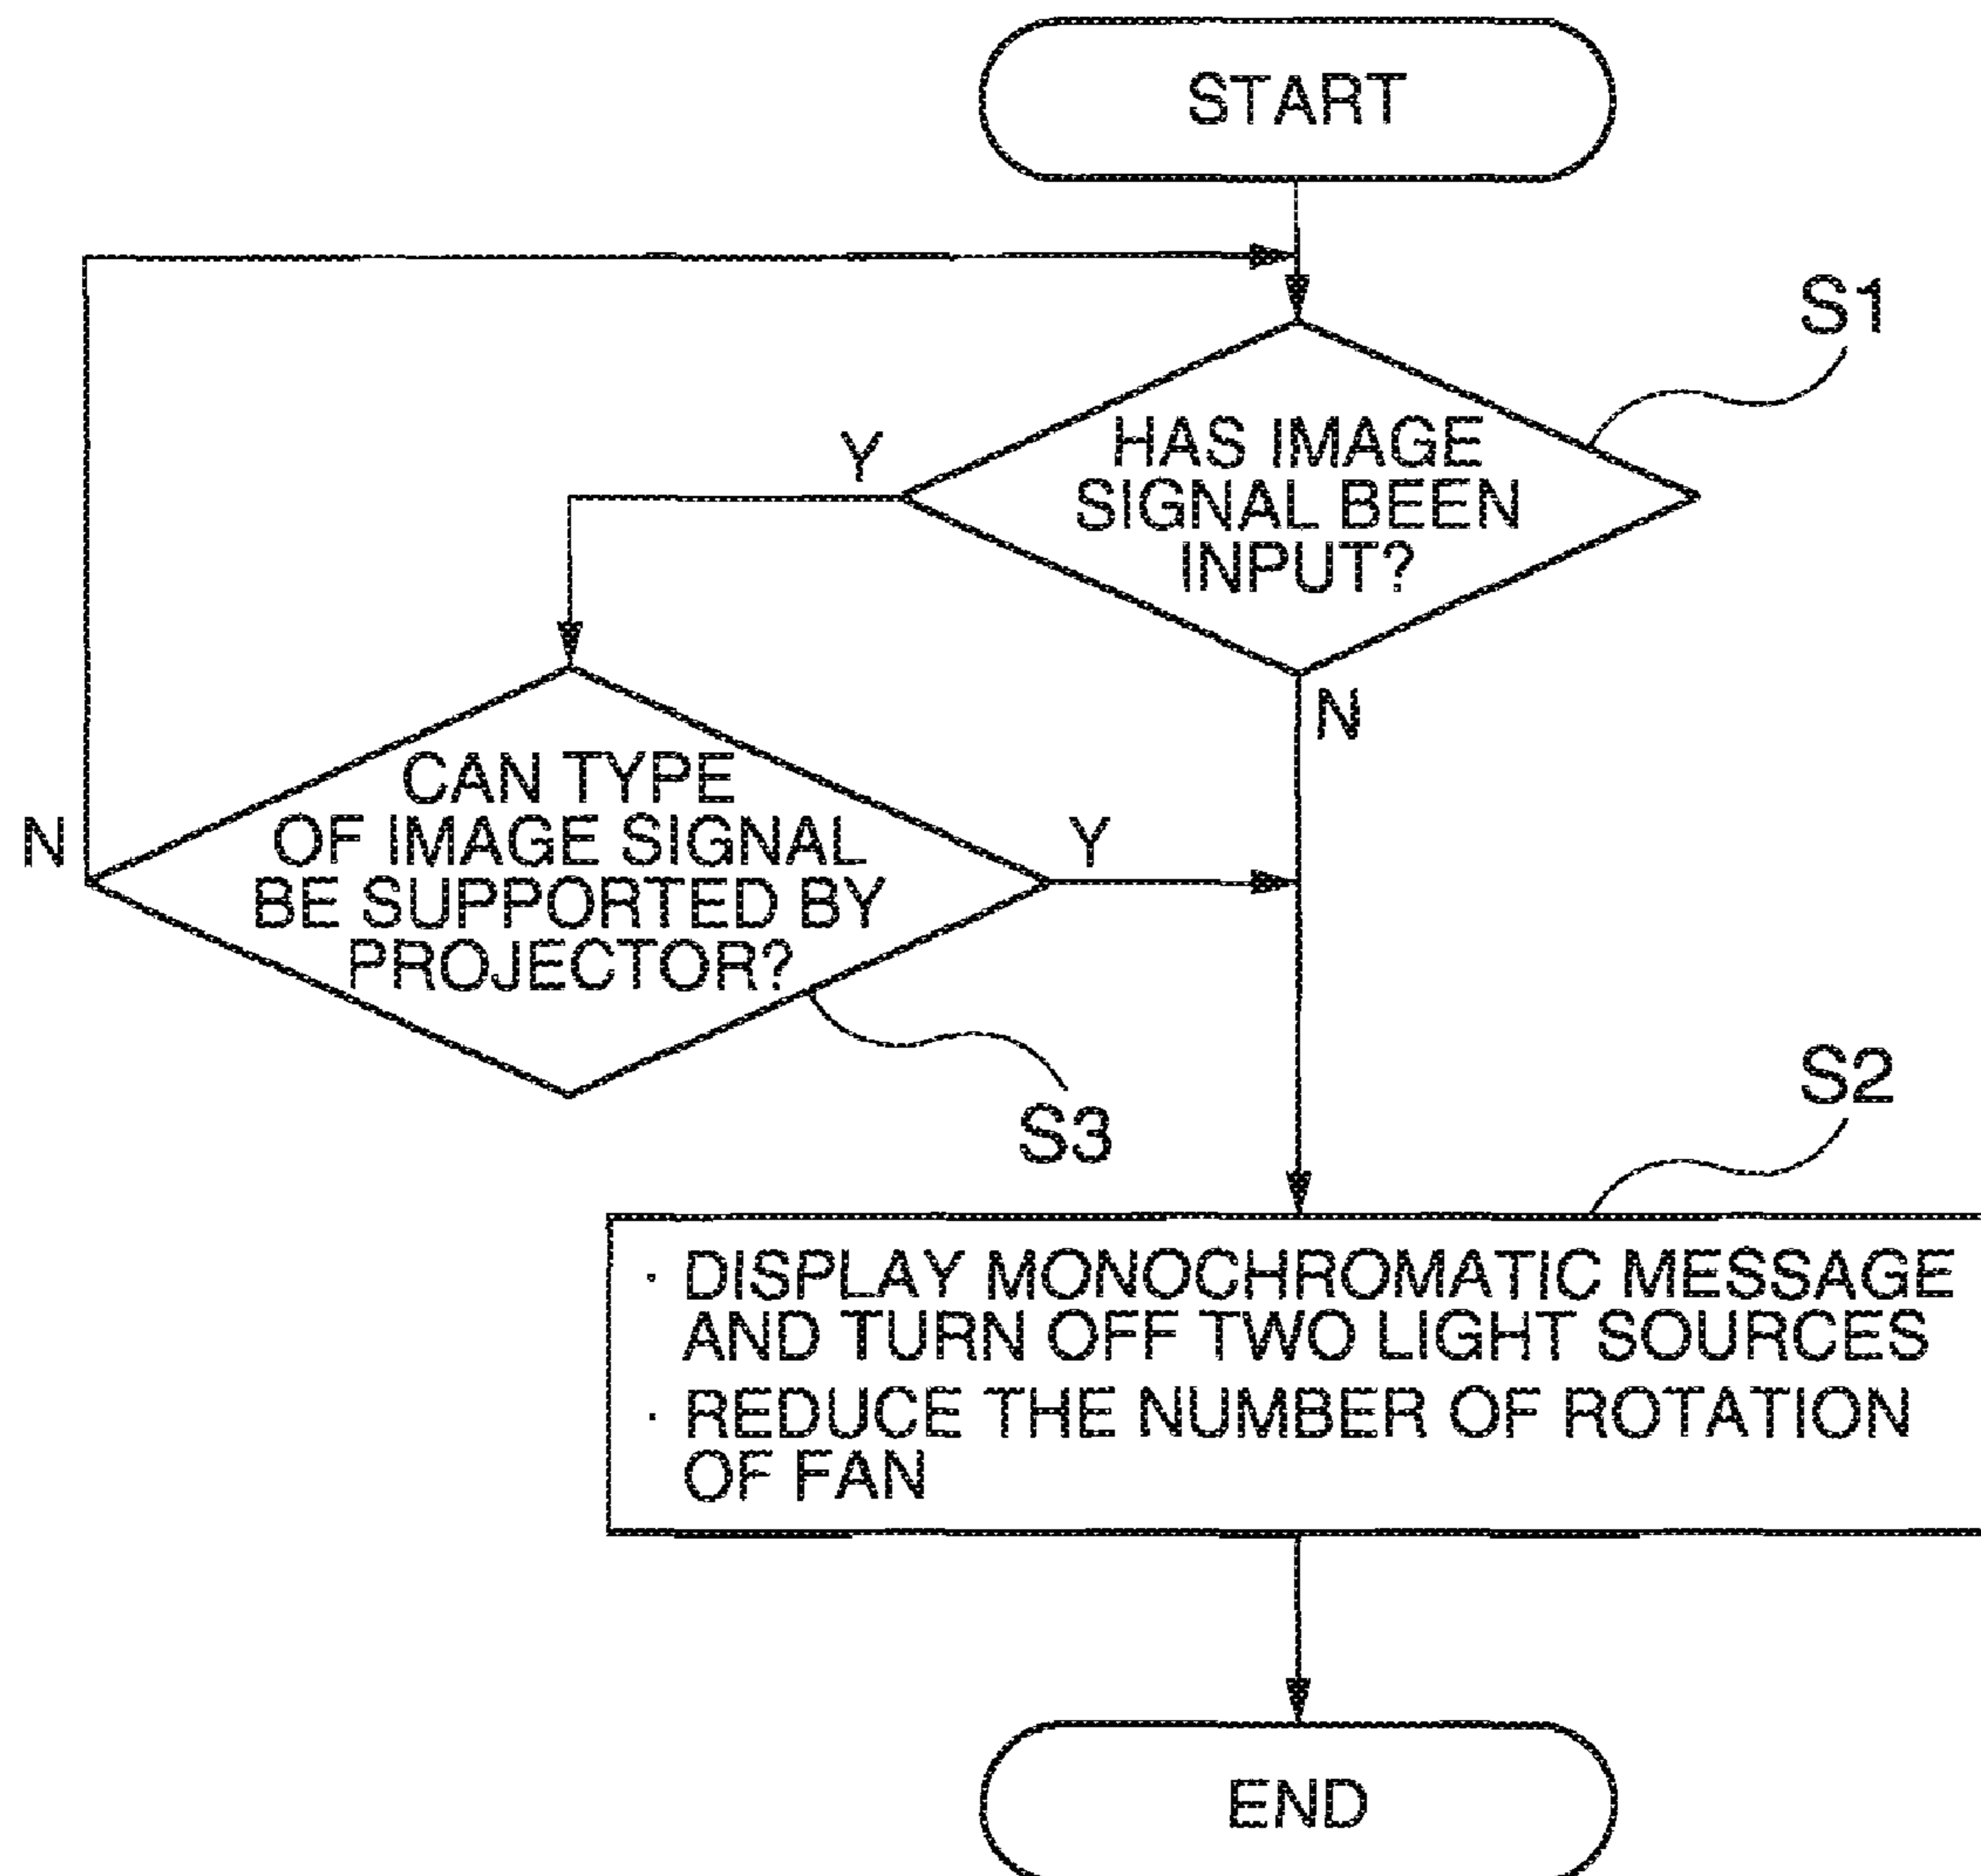 START
S1
Y
HAS IMAGE
SIGNAL BEEN
INPUT?
N
CAN TYPE
OF IMAGE SIGNAL
BE SUPPORTED BY
PROJECTOR?
N
Y
S3
S2
· DISPLAY MONOCHROMATIC MESSAGE
AND TURN OFF TWO LIGHT SOURCES
· REDUCE THE NUMBER OF ROTATION
OF FAN
END